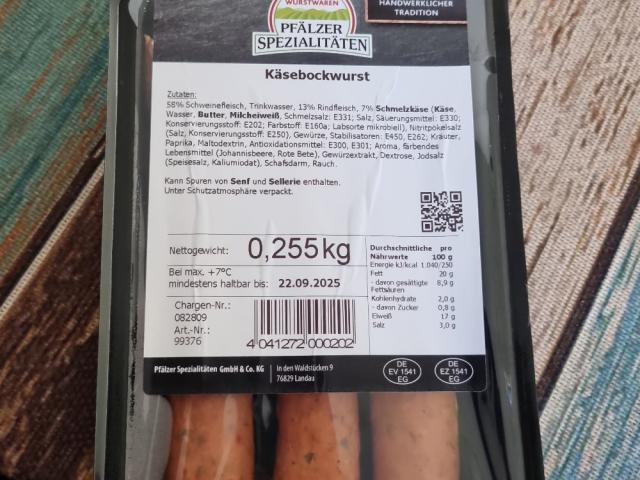 WURSTWAREN
PFÄLZER
SPEZIALITÄTEN
HANDWERKLICHER
TRADITION
Käsebockwurst
Zutaten:
58% Schweinefleisch, Trinkwasser, 13% Rindfleisch, 7% Schmelzkäse (Käse,
Wasser, Butter, Milcheiweiß, Schmelzsalz: E331; Salz, Säuerungsmittel: E330;
Konservierungsstoff: E202; Farbstoff: E160a; Labsorte mikrobiell), Nitritpökelsalz
(Salz, Konservierungsstoff: E250), Gewürze, Stabilisatoren: E450, E262; Kräuter,
Paprika, Maltodextrin, Antioxidationsmittel: E300, E301; Aroma, färbendes
Lebensmittel (Johannisbeere, Rote Bete), Gewürzextrakt, Dextrose, Jodsalz
(Speisesalz, Kaliumiodat), Schafsdarm, Rauch.
Kann Spuren von Senf und Sellerie enthalten.
Unter Schutzatmosphäre verpackt.
Nettogewicht: 0,255kg
Bei max. +7°C
mindestens haltbar bis: 22.09.2025
Chargen-Nr.:
082809
Art.-Nr.:
99376
4 041272 000202
Durchschnittliche pro
Nährwerte 100 g
Energie kJ/kcal 1.040/250
Fett 20 g
- davon gesättigte 8,9 g
Fettsäuren
Kohlenhydrate 2,0 g
- davon Zucker 0,8 g
Eiweiß 17 g
Salz 3,0 g
Pfälzer Spezialitäten GmbH & Co. KG
In den Waldstücken 9
76829 Landau
DE
EV 1541
EG
DE
EZ 1541
EG